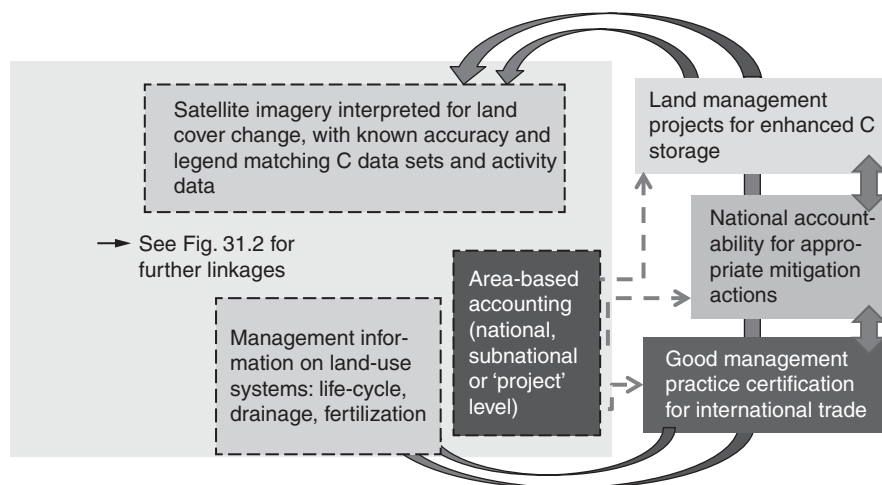 Satellite imagery interpreted for land
cover change, with known accuracy and
legend matching C data sets and activity
data
See Fig. 31.2 for
further linkages
Management infor-
mation on land-use
systems: life-cycle,
drainage, fertilization
Area-based
accounting
(national,
subnational
or ‘project’
level)
Land management
projects for enhanced C
storage
National account-
ability for appro-
priate mitigation
actions
Good management
practice certification
for international trade